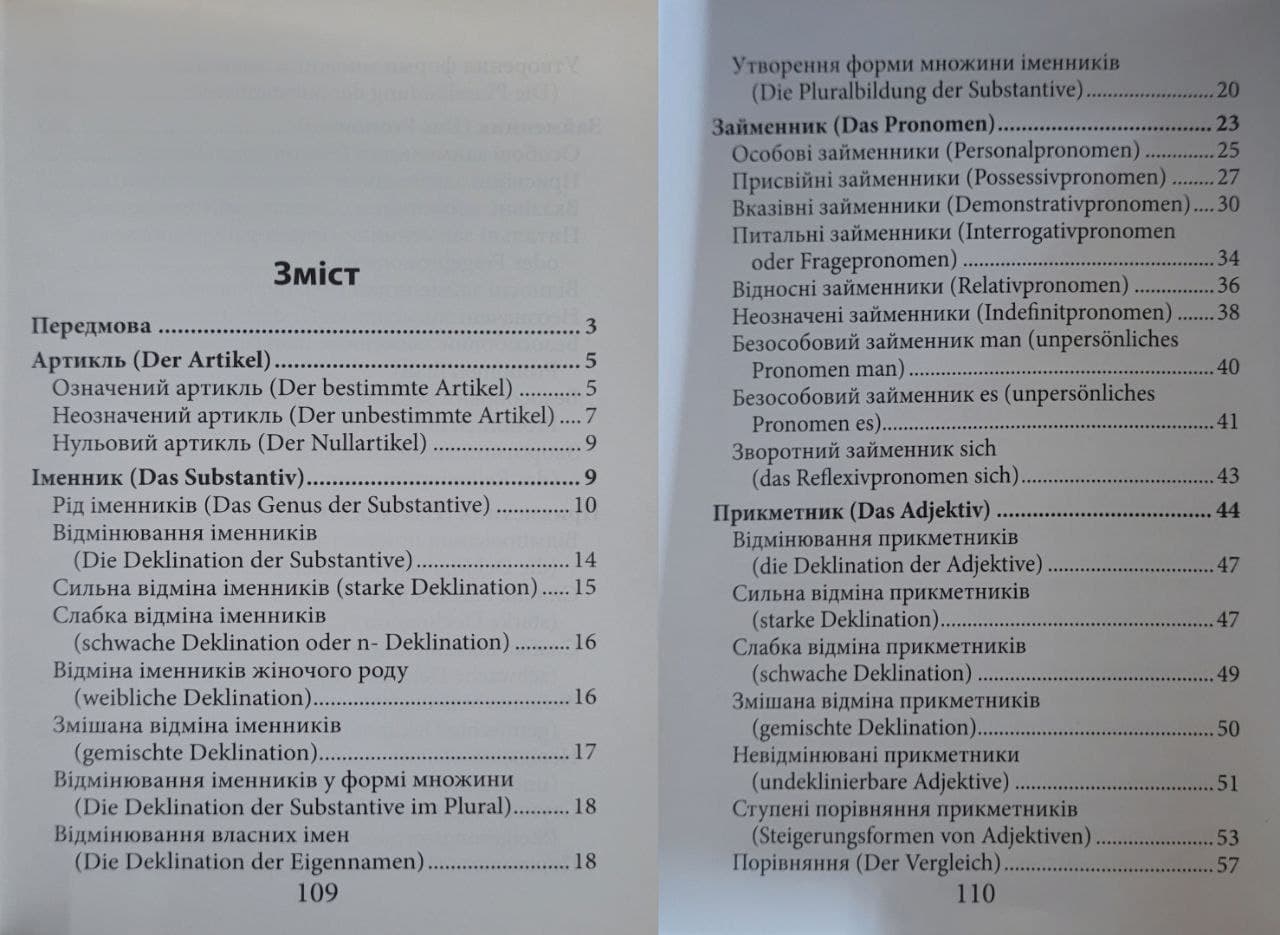 Зміст
Передмова ..... 3
Артикль (Der Artikel) ..... 5
Означений артикль (Der bestimmte Artikel) ..... 5
Неозначений артикль (Der unbestimmte Artikel) ..... 7
Нульовий артикль (Der Nullartikel) ..... 9
Іменник (Das Substantiv) ..... 9
Рід іменників (Das Genus der Substantive) ..... 10
Відмінювання іменників
(Die Deklination der Substantive) ..... 14
Сильна відміна іменників (starke Deklination) ..... 15
Слабка відміна іменників
(schwache Deklination oder n- Deklination) ..... 16
Відміна іменників жіночого роду
(weibliche Deklination) ..... 16
Змішана відміна іменників
(gemischte Deklination) ..... 17
Відмінювання іменників у формі множини
(Die Deklination der Substantive im Plural) ..... 18
Відмінювання власних імен
(Die Deklination der Eigennamen) ..... 18
109
Утворення форми множини іменників
(Die Pluralbildung der Substantive) ..... 20
Займенник (Das Pronomen) ..... 23
Особові займенники (Personalpronomen) ..... 25
Присвійні займенники (Possessivpronomen) ..... 27
Вказівні займенники (Demonstrativpronomen) ..... 30
Питальні займенники (Interrogativpronomen
oder Fragepronomen) ..... 34
Відносні займенники (Relativpronomen) ..... 36
Неозначені займенники (Indefinitpronomen) ..... 38
Безособовий займенник man (unpersönliches
Pronomen man) ..... 40
Безособовий займенник es (unpersönliches
Pronomen es) ..... 41
Зворотний займенник sich
(das Reflexivpronomen sich) ..... 43
Прикметник (Das Adjektiv) ..... 44
Відмінювання прикметників
(die Deklination der Adjektive) ..... 47
Сильна відміна прикметників
(starke Deklination) ..... 47
Слабка відміна прикметників
(schwache Deklination) ..... 49
Змішана відміна прикметників
(gemischte Deklination) ..... 50
Невідмінювані прикметники
(undeklinierbare Adjektive) ..... 51
Ступені порівняння прикметників
(Steigerungsformen von Adjektiven) ..... 53
Порівняння (Der Vergleich) ..... 57
110